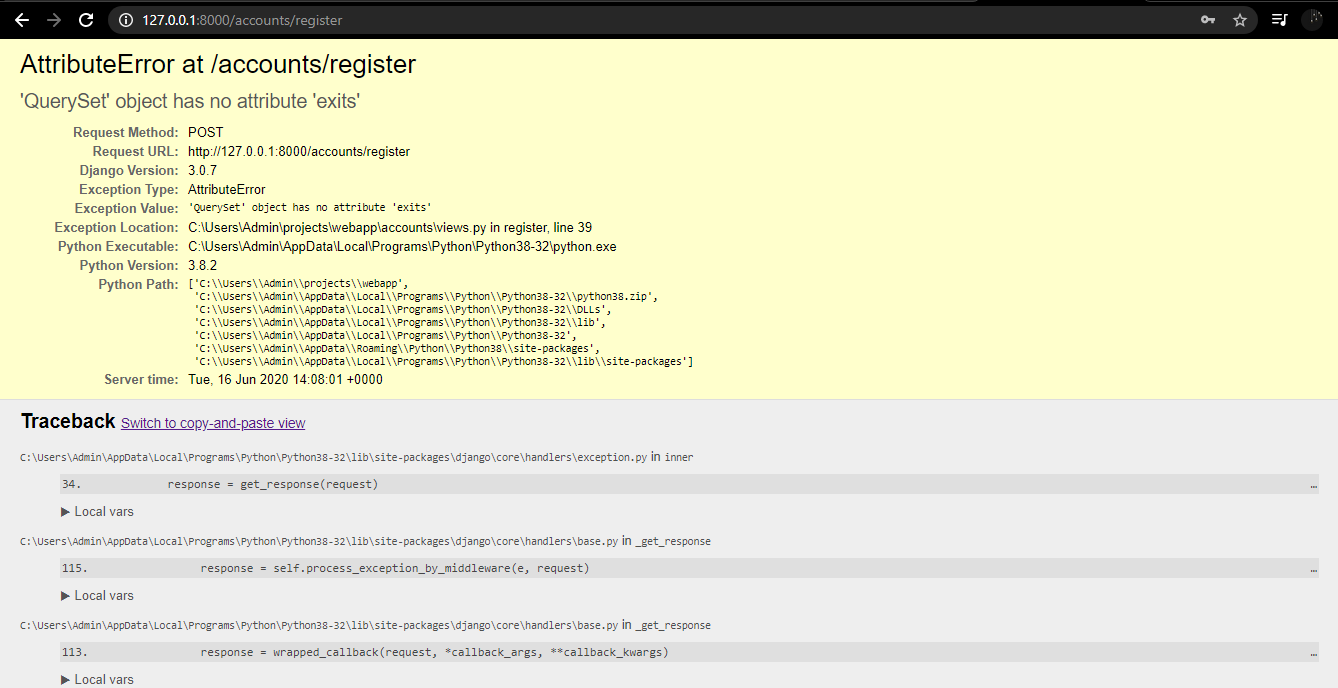 127.0.0.1:8000/accounts/register
AttributeError at /accounts/register
'QuerySet' object has no attribute 'exits'
Request Method: POST
Request URL: http://127.0.0.1:8000/accounts/register
Django Version: 3.0.7
Exception Type: AttributeError
Exception Value: 'QuerySet' object has no attribute 'exits'
Exception Location: C:\Users\Admin\projects\webapp\accounts\views.py in register, line 39
Python Executable: C:\Users\Admin\AppData\Local\Programs\Python\Python38-32\python.exe
Python Version: 3.8.2
Python Path: ['C:\\Users\\Admin\\projects\\webapp',
'C:\\Users\\Admin\\AppData\\Local\\Programs\\Python\\Python38-32\\python38.zip',
'C:\\Users\\Admin\\AppData\\Local\\Programs\\Python\\Python38-32\\DLLs',
'C:\\Users\\Admin\\AppData\\Local\\Programs\\Python\\Python38-32\\lib',
'C:\\Users\\Admin\\AppData\\Local\\Programs\\Python\\Python38-32',
'C:\\Users\\Admin\\AppData\\Roaming\\Python\\Python38\\site-packages',
'C:\\Users\\Admin\\AppData\\Local\\Programs\\Python\\Python38-32\\lib\\site-packages']
Server time: Tue, 16 Jun 2020 14:08:01 +0000
Traceback Switch to copy-and-paste view
C:\Users\Admin\AppData\Local\Programs\Python\Python38-32\lib\site-packages\django\core\handlers\exception.py in inner
34. response = get_response(request) …
▶ Local vars
C:\Users\Admin\AppData\Local\Programs\Python\Python38-32\lib\site-packages\django\core\handlers\base.py in _get_response
115. response = self.process_exception_by_middleware(e, request) …
▶ Local vars
C:\Users\Admin\AppData\Local\Programs\Python\Python38-32\lib\site-packages\django\core\handlers\base.py in _get_response
113. response = wrapped_callback(request, *callback_args, **callback_kwargs) …
▶ Local vars